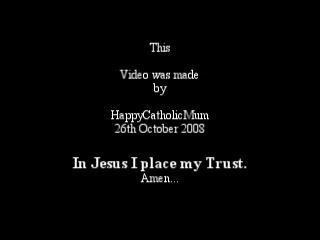 This
Video was made
by
HappyCatholicMum
26th October 2008
In Jesus I place my Trust.
Amen...